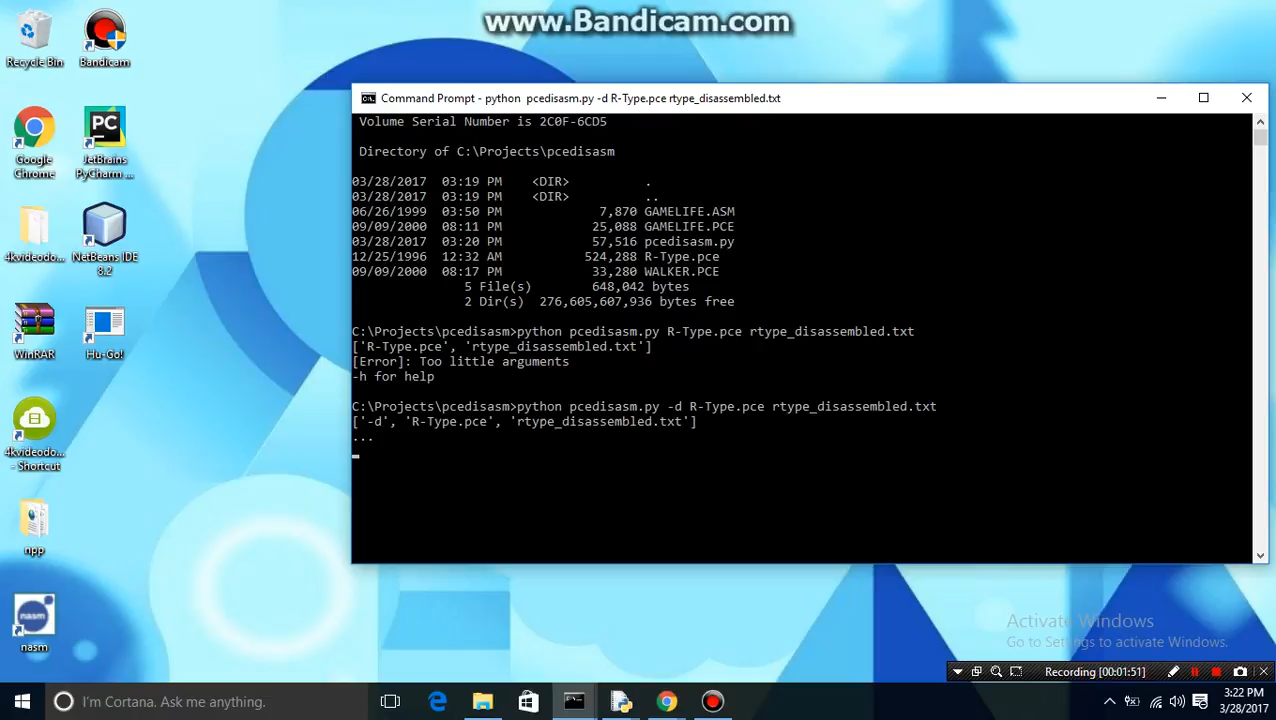 www.Bandicam.com
Recycle Bin
Bandicam
Google Chrome
JetBrains PyCharm ...
4kvideodo...
NetBeans IDE 8.2
WinRAR
Hu-Go!
4kvideodo... - Shortcut
npp
nasm
nasm
PC
Command Prompt - python  pcedisasm.py -d R-Type.pce rtype_disassembled.txt
Volume Serial Number is 2C0F-6CD5
Directory of C:\Projects\pcedisasm
03/28/2017  03:19 PM    <DIR>          .
03/28/2017  03:19 PM    <DIR>          ..
06/26/1999  03:50 PM             7,870 GAMELIFE.ASM
09/09/2000  08:11 PM            25,088 GAMELIFE.PCE
03/28/2017  03:20 PM            57,516 pcedisasm.py
12/25/1996  12:32 AM           524,288 R-Type.pce
09/09/2000  08:17 PM            33,280 WALKER.PCE
5 File(s)        648,042 bytes
2 Dir(s)  276,605,607,936 bytes free
C:\Projects\pcedisasm>python pcedisasm.py R-Type.pce rtype_disassembled.txt
['R-Type.pce', 'rtype_disassembled.txt']
[Error]: Too little arguments
-h for help
C:\Projects\pcedisasm>python pcedisasm.py -d R-Type.pce rtype_disassembled.txt
['-d', 'R-Type.pce', 'rtype_disassembled.txt']
...
Activate Windows
Go to Settings to activate Windows.
Recording [00:01:51]
I'm Cortana. Ask me anything.
3:22 PM
3/28/2017